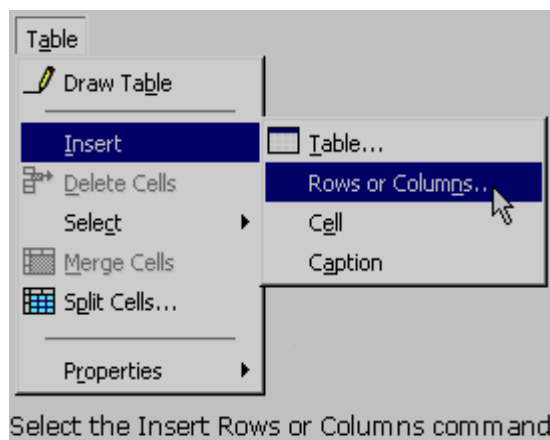 Table
Draw Table
Insert
Delete Cells
Select
Merge Cells
Split Cells...
Properties
Table...
Rows or Columns...
Cell
Caption
Select the Insert Rows or Columns command